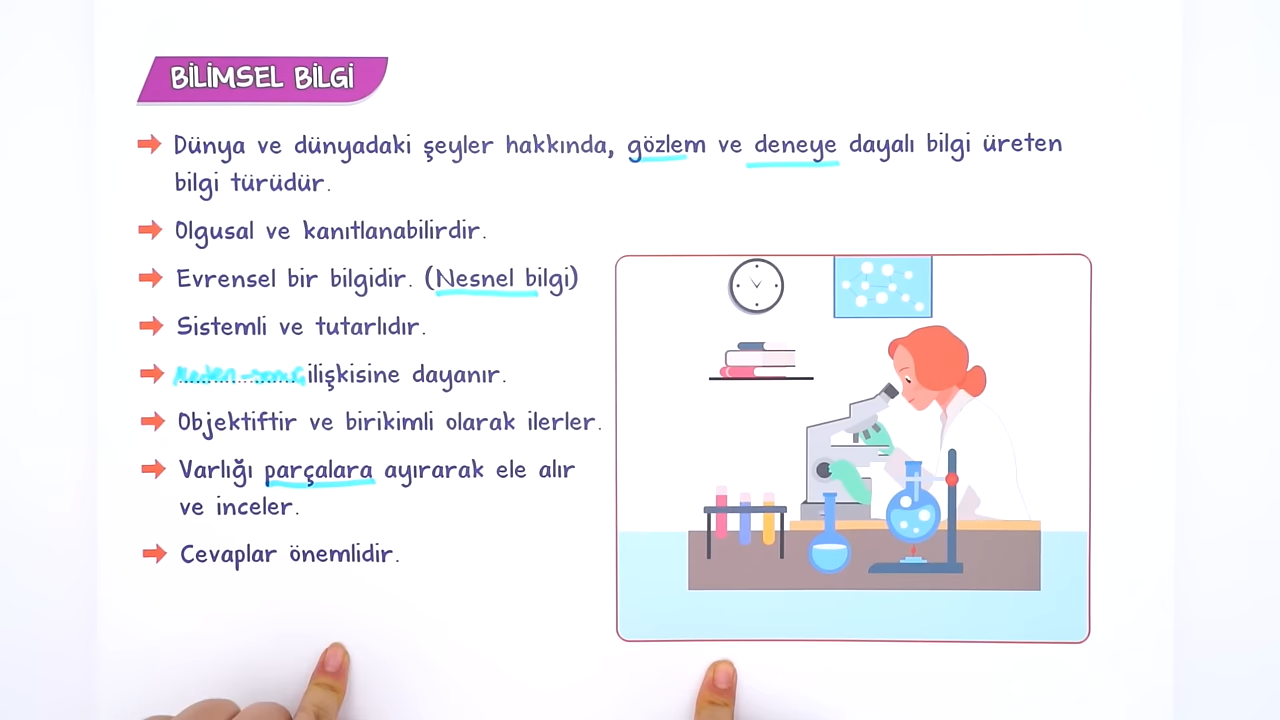 BİLİMSEL BİLGİ
Dünya ve dünyadaki şeyler hakkında, gözlem ve deneye dayalı bilgi üreten
bilgi türüdür.
Olgusal ve kanıtlanabilirdir.
Evrensel bir bilgidir. (Nesnel bilgi)
Sistemli ve tutarlıdır.
Neden-sonuç ilişkisine dayanır.
Objektiftir ve birikimli olarak ilerler.
Varlığı parçalara ayırarak ele alır
ve inceler.
Cevaplar önemlidir.